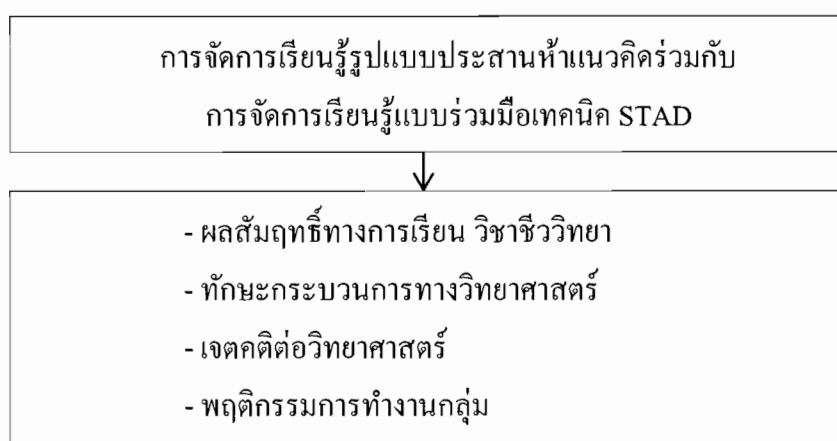 การจัดการเรียนรู้รูปแบบประสานห้าแนวคิดร่วมกับ
การจัดการเรียนรู้แบบร่วมมือเทคนิค STAD
- ผลสัมฤทธิ์ทางการเรียน วิชาชีววิทยา
- ทักษะกระบวนการทางวิทยาศาสตร์
- เจตคติต่อวิทยาศาสตร์
- พฤติกรรมการทำงานกลุ่ม